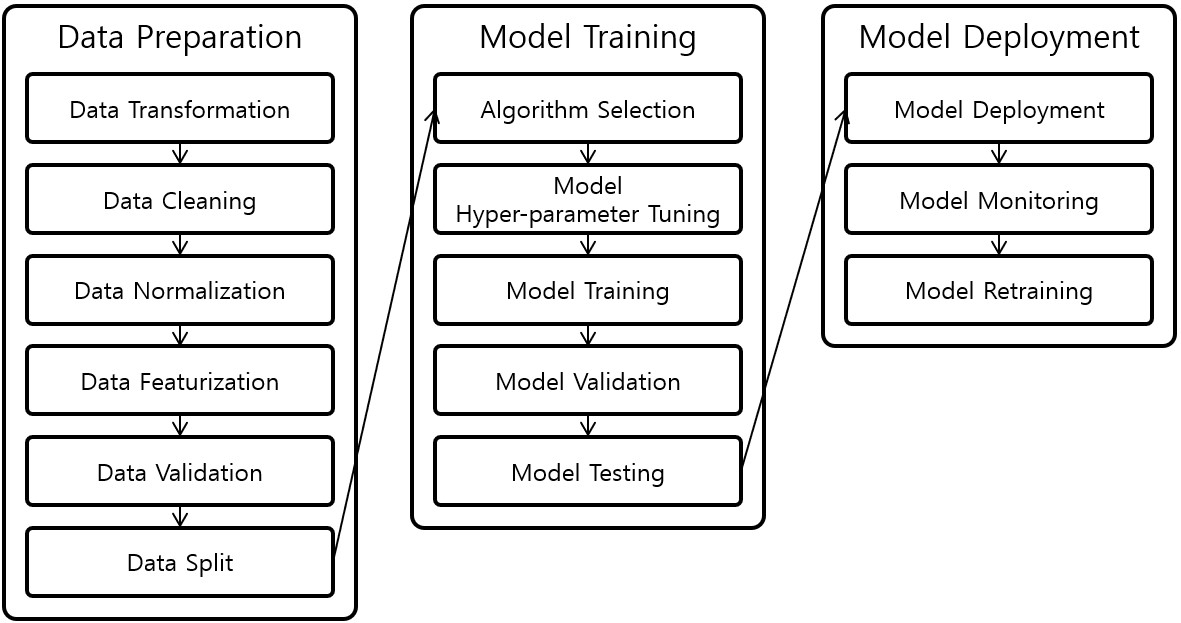 Data Preparation
Data Transformation
Data Cleaning
Data Normalization
Data Featurization
Data Validation
Data Split
Model Training
Algorithm Selection
Model
Hyper-parameter Tuning
Model Training
Model Validation
Model Testing
Model Deployment
Model Deployment
Model Monitoring
Model Retraining